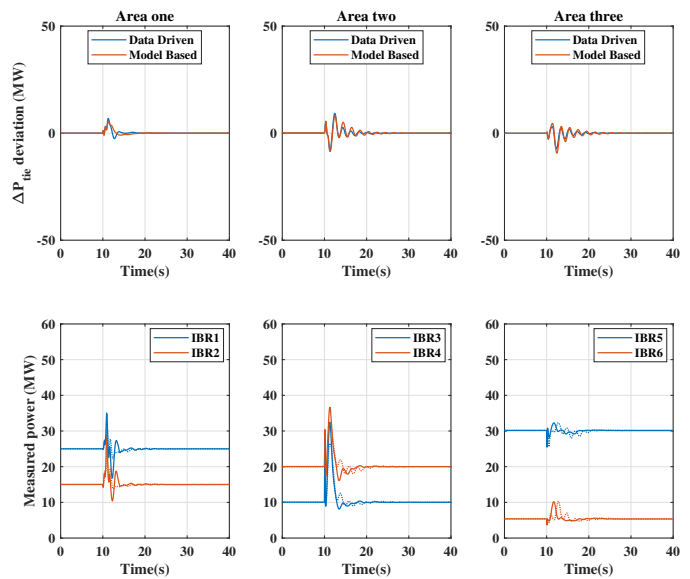 Area one
Area two
Area three
50
0
-50
ΔP_tie deviation (MW)
Data Driven
Model Based
0 10 20 30 40
Time(s)
50
0
-50
Data Driven
Model Based
0 10 20 30 40
Time(s)
50
0
-50
Data Driven
Model Based
0 10 20 30 40
Time(s)
60
50
40
30
20
10
0
Measured power (MW)
IBR1
IBR2
0 10 20 30 40
Time(s)
60
50
40
30
20
10
0
IBR3
IBR4
0 10 20 30 40
Time(s)
60
50
40
30
20
10
0
IBR5
IBR6
0 10 20 30 40
Time(s)